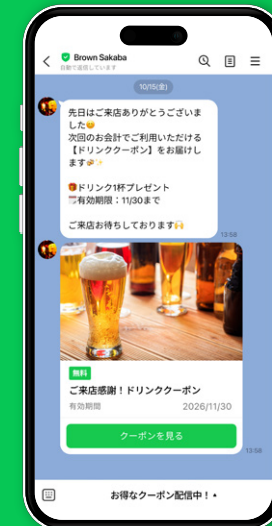 Brown Sakaba
自動で返信しています
10/15(金)
先日はご来店ありがとうございま
した😊
次回のお会計でご利用いただける
【ドリンククーポン】をお届けし
ます🎉✨
🎁ドリンク1杯プレゼント
🗓有効期限：11/30まで
ご来店お待ちしております🙌
13:58
無料
ご来店感謝！ドリンククーポン
有効期間 2026/11/30
クーポンを見る
13:58
お得なクーポン配信中！▲